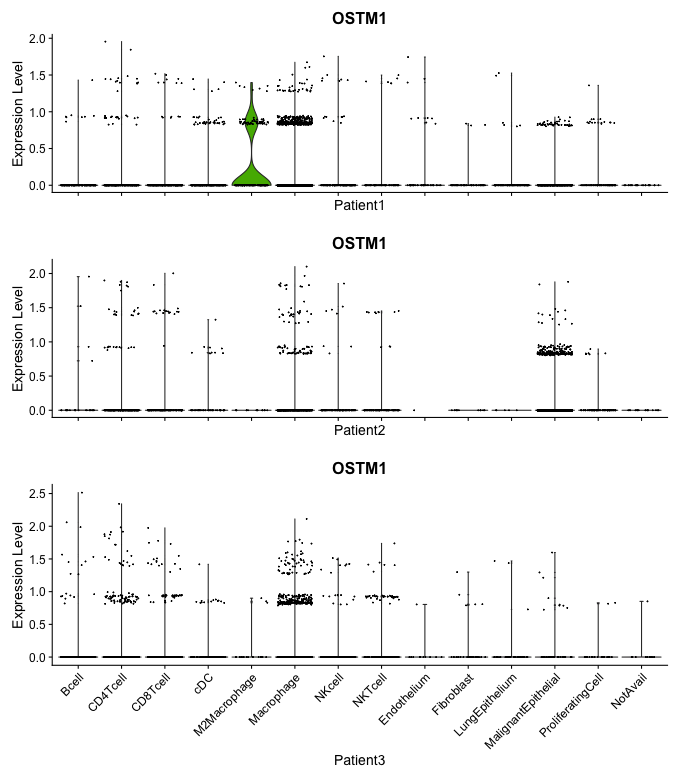 OSTM1
Expression Level
2.0
1.5
1.0
0.5
0.0
Patient1
OSTM1
Expression Level
2.0
1.5
1.0
0.5
0.0
Patient2
OSTM1
Expression Level
2.5
2.0
1.5
1.0
0.5
0.0
Bcell
CD4Tcell
CD8Tcell
cDC
M2Macrophage
Macrophage
NKcell
NKTcell
Endothelium
Fibroblast
LungEpithelium
MalignantEpithelial
ProliferatingCell
NotAvail
Patient3